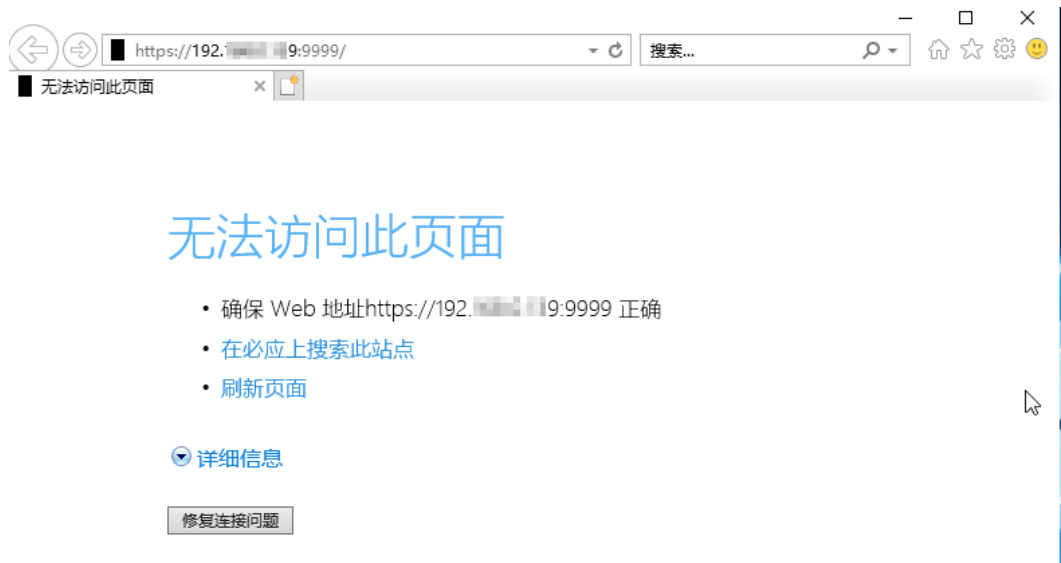 https://192. 9:9999/
搜索...
无法访问此页面
无法访问此页面
• 确保 Web 地址https://192. 9:9999 正确
• 在必应上搜索此站点
• 刷新页面
详细信息
修复连接问题